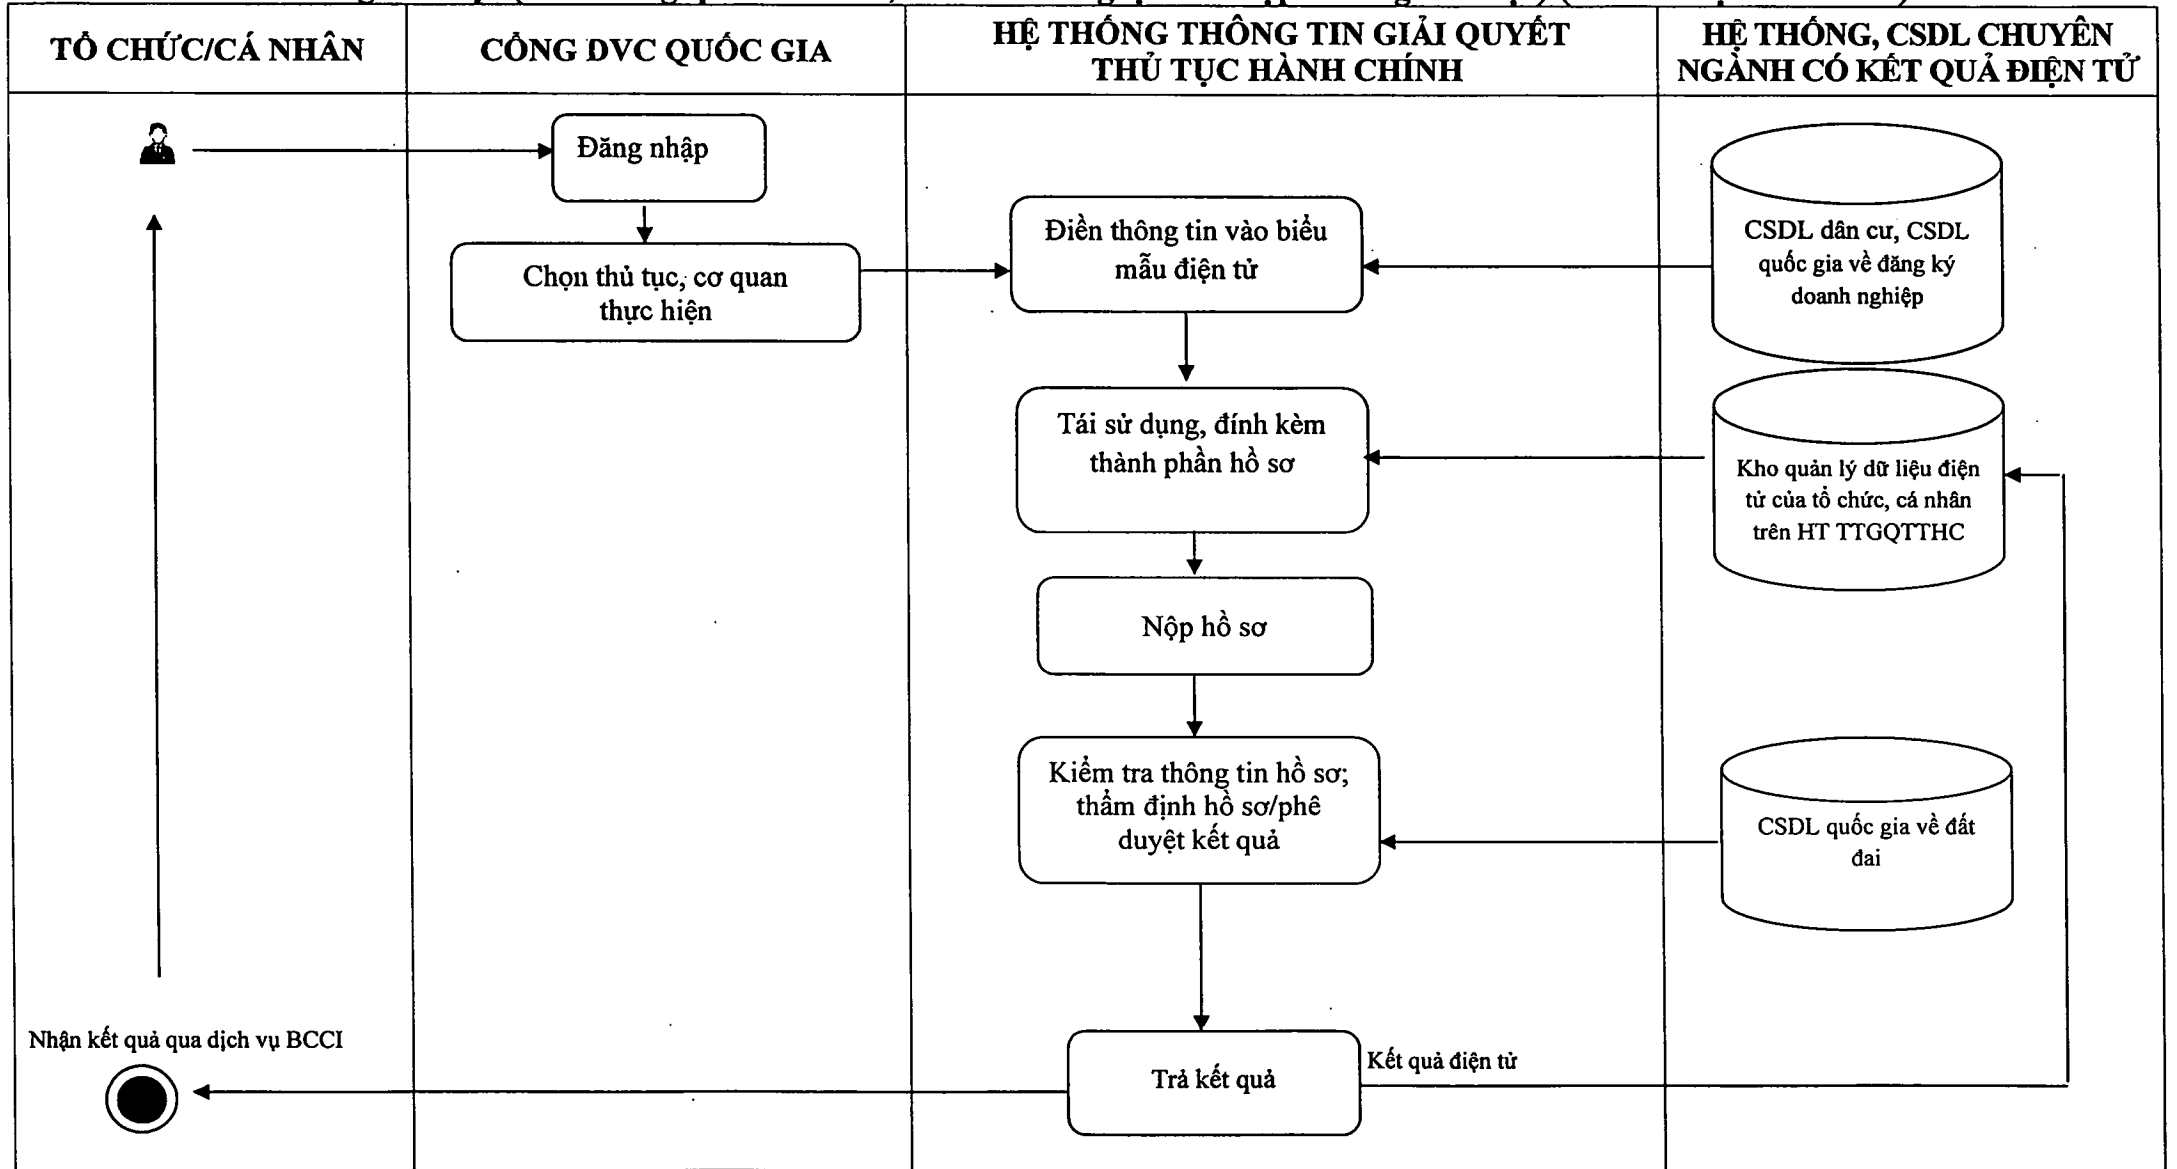 TỔ CHỨC/CÁ NHÂN
CỔNG DVC QUỐC GIA
HỆ THỐNG THÔNG TIN GIẢI QUYẾT
THỦ TỤC HÀNH CHÍNH
HỆ THỐNG, CSDL CHUYÊN
NGÀNH CÓ KẾT QUẢ ĐIỆN TỬ
Đăng nhập
Chọn thủ tục, cơ quan
thực hiện
Điền thông tin vào biểu
mẫu điện tử
CSDL dân cư, CSDL
quốc gia về đăng ký
doanh nghiệp
Tái sử dụng, đính kèm
thành phần hồ sơ
Kho quản lý dữ liệu điện
tử của tổ chức, cá nhân
trên HT TTGQTTHC
Nộp hồ sơ
Kiểm tra thông tin hồ sơ;
thẩm định hồ sơ/phê
duyệt kết quả
CSDL quốc gia về đất
đai
Nhận kết quả qua dịch vụ BCCI
Trả kết quả
Kết quả điện tử